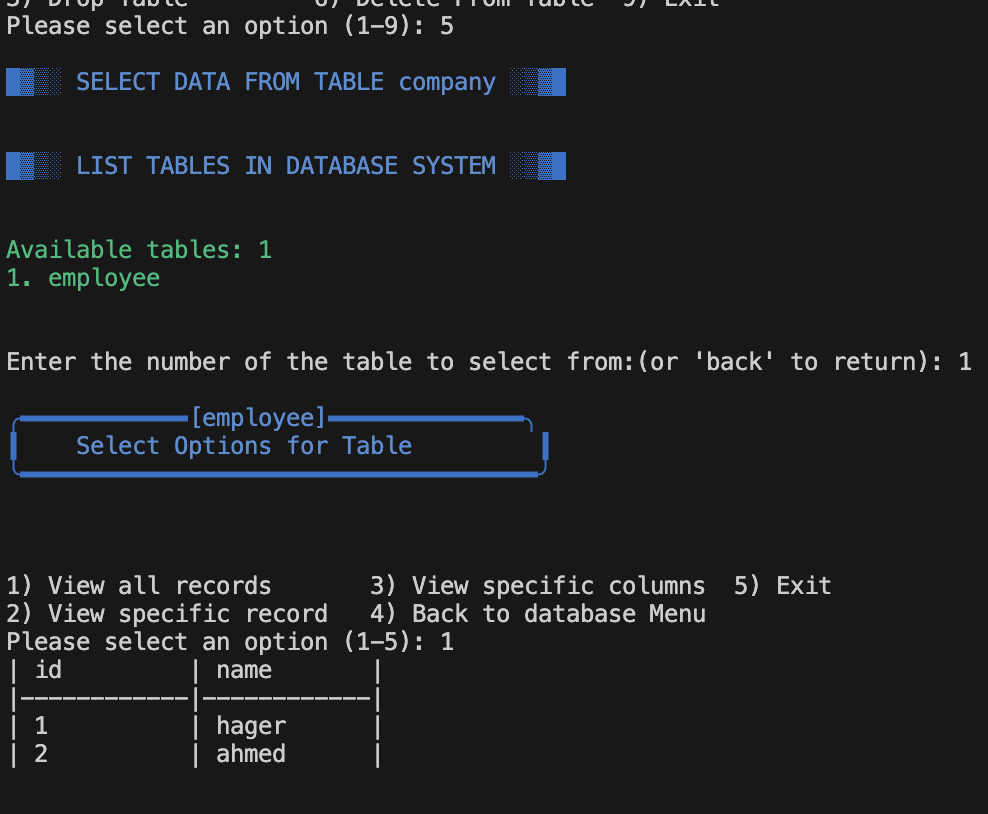 3) Drop Table         6) Delete From Table  9) Exit
Please select an option (1-9): 5
█▓▒░ SELECT DATA FROM TABLE company ░▒▓█
█▓▒░ LIST TABLES IN DATABASE SYSTEM ░▒▓█
Available tables: 1
1. employee
Enter the number of the table to select from:(or 'back' to return): 1
[employee]
Select Options for Table
1) View all records       3) View specific columns  5) Exit
2) View specific record   4) Back to database Menu
Please select an option (1-5): 1
| id         | name       |
|------------|------------|
| 1          | hager      |
| 2          | ahmed      |